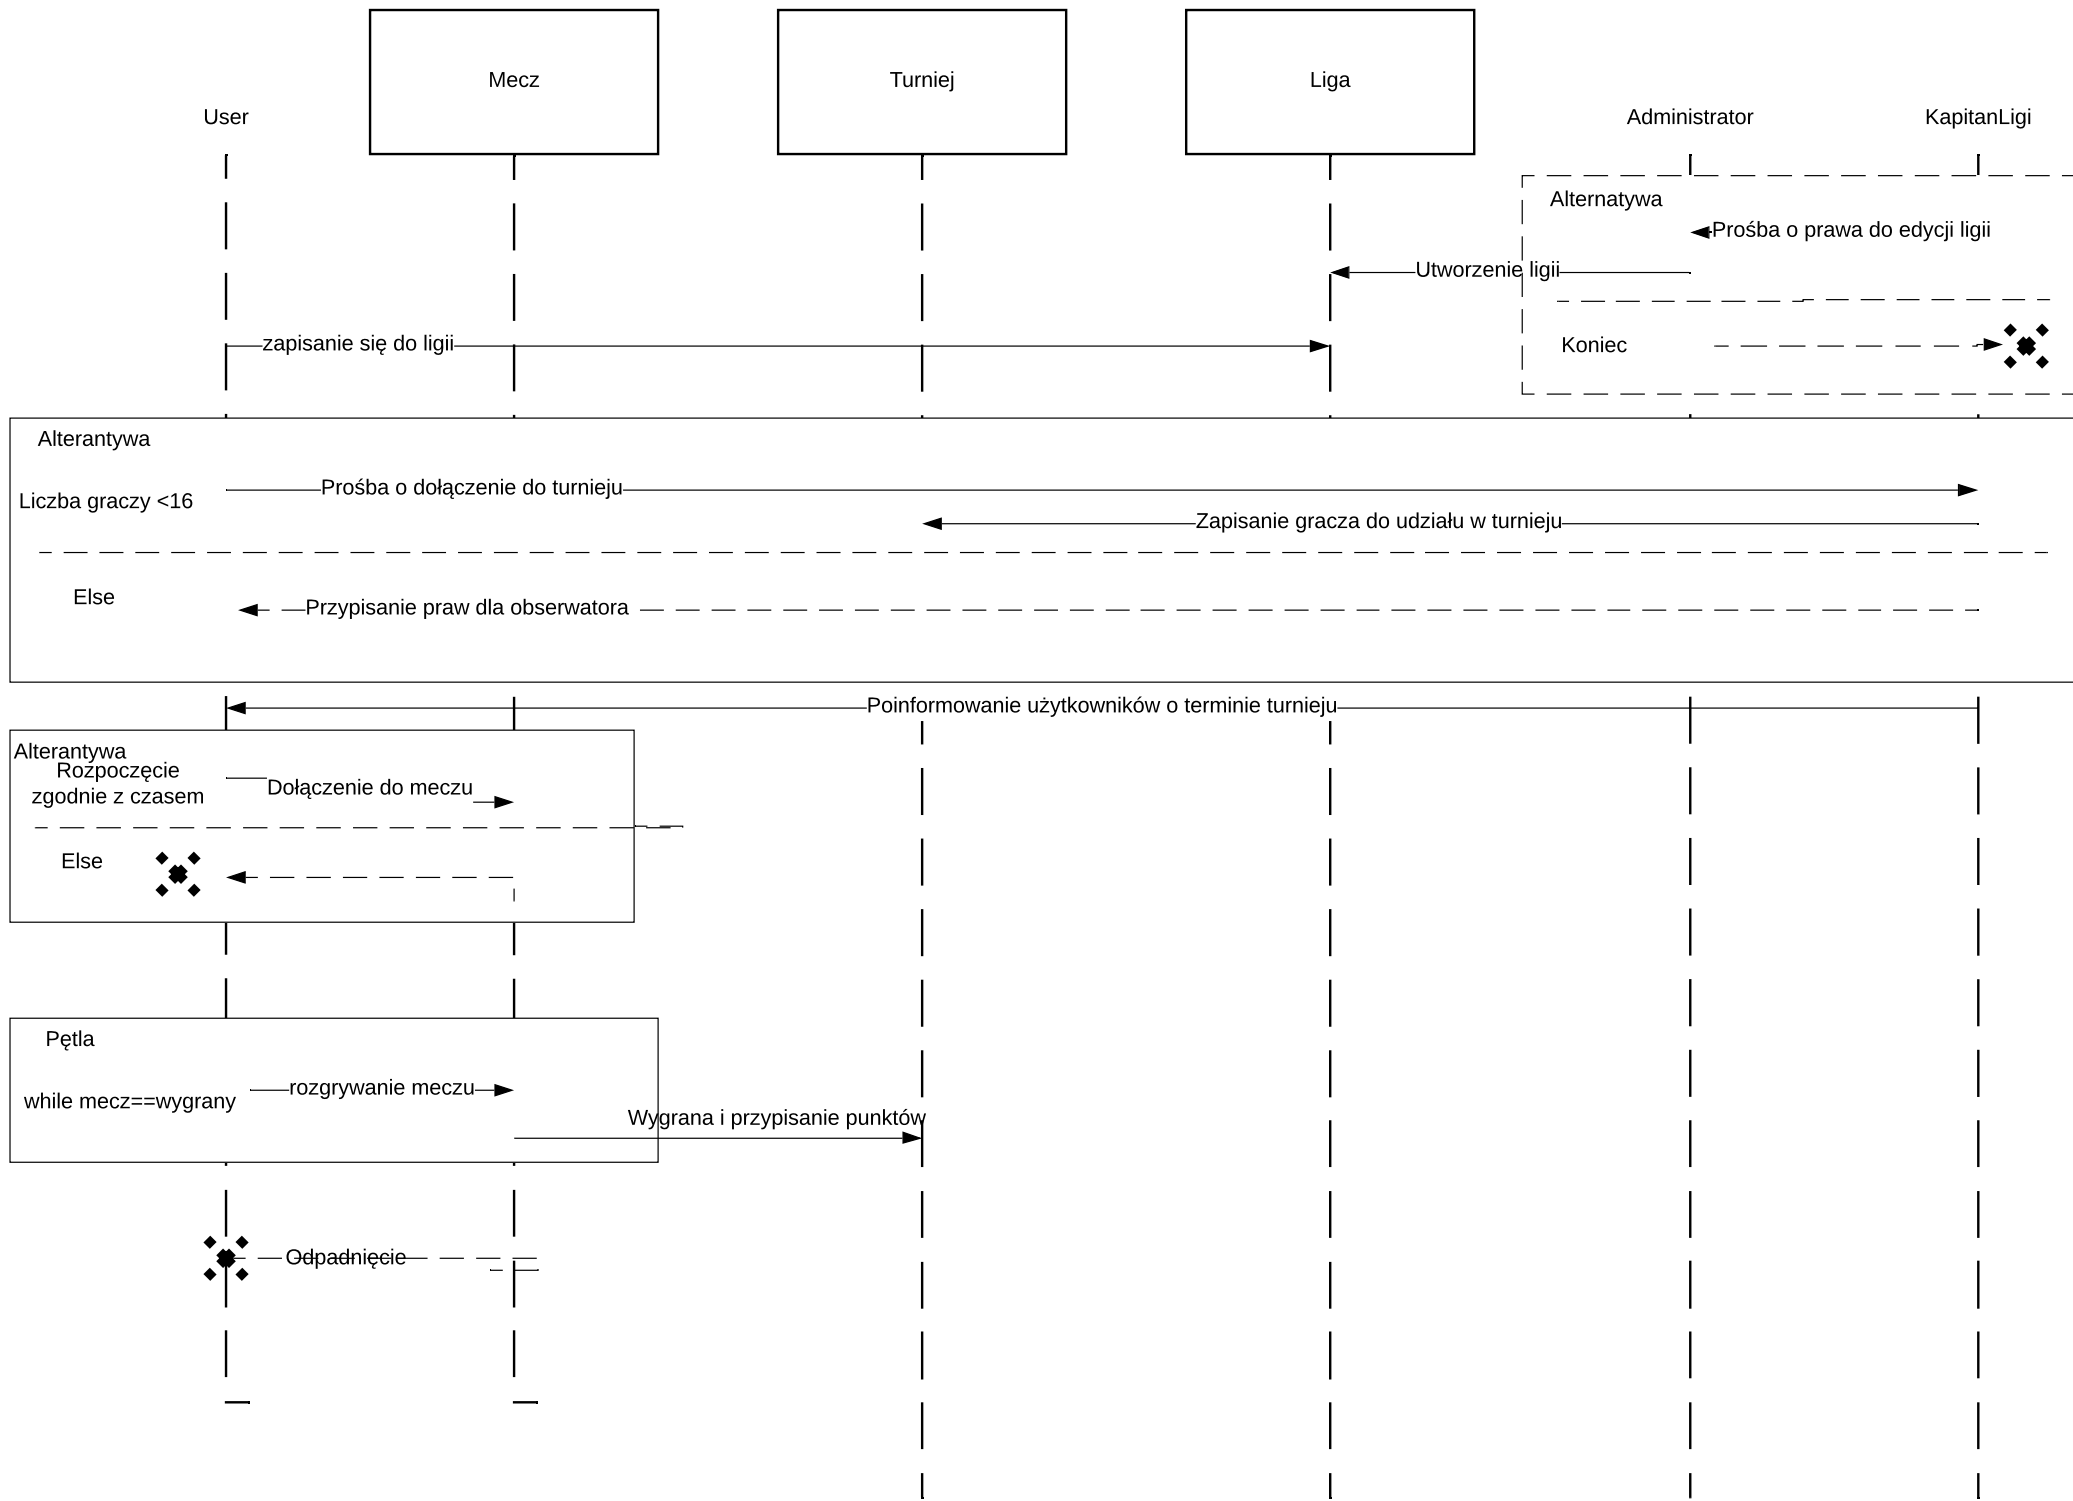 Mecz
Turniej
Liga
User
Administrator
KapitanLigi
Alternatywa
Prośba o prawa do edycji ligii
Utworzenie ligii
zapisanie się do ligii
Koniec
Alterantywa
Prośba o dołączenie do turnieju
Liczba graczy <16
Zapisanie gracza do udziału w turnieju
Else
Przypisanie praw dla obserwatora
Poinformowanie użytkowników o terminie turnieju
Alterantywa
Rozpoczęcie
zgodnie z czasem
Dołączenie do meczu
Else
Pętla
rozgrywanie meczu
while mecz==wygrany
Wygrana i przypisanie punktów
Odpadnięcie